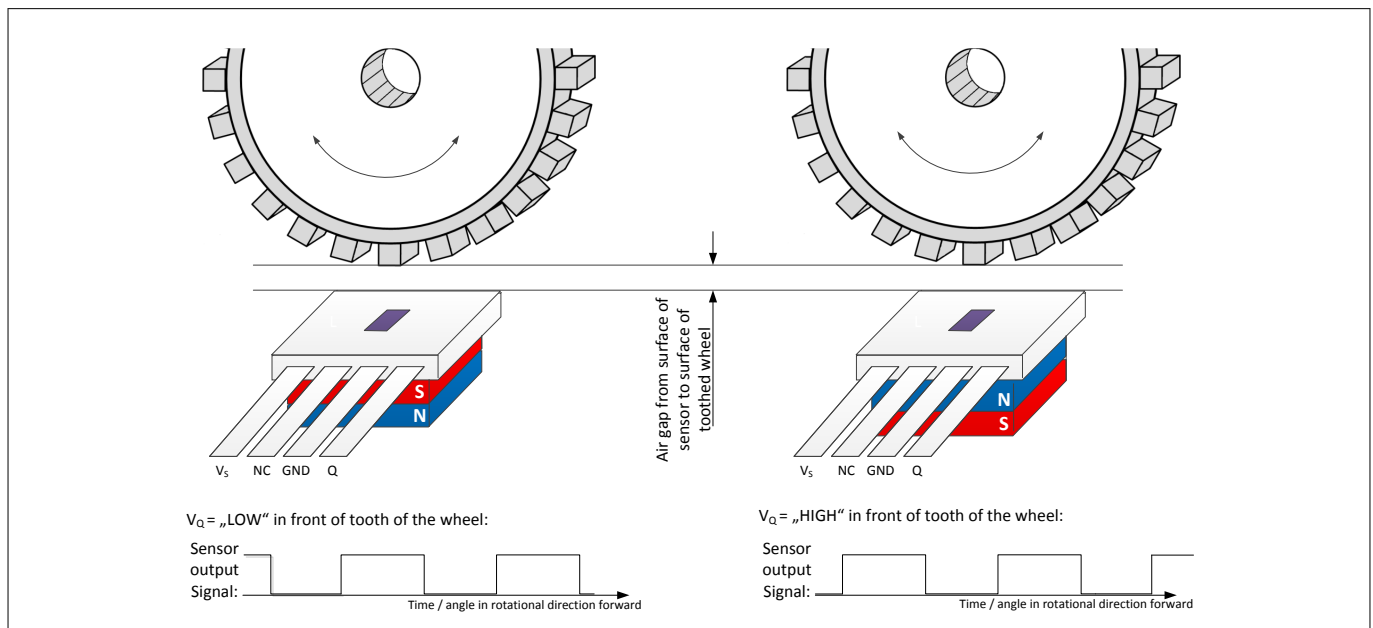 Air gap from surface of
sensor to surface of
toothed wheel
S
N
N
S
VS NC GND Q
VS NC GND Q
VQ = „LOW“ in front of tooth of the wheel:
Sensor
output
Signal:
Time / angle in rotational direction forward
VQ = „HIGH“ in front of tooth of the wheel:
Sensor
output
Signal:
Time / angle in rotational direction forward